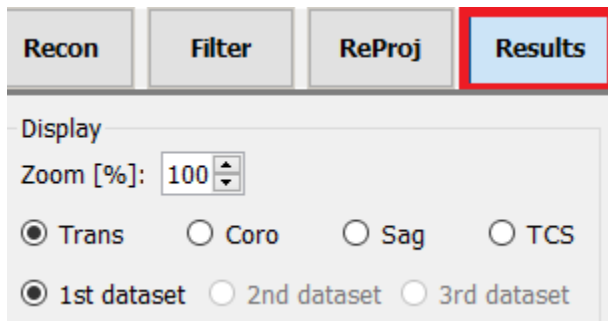 Recon Filter ReProj Results
Display
Zoom [%]: 100
Trans Coro Sag TCS
1st dataset 2nd dataset 3rd dataset